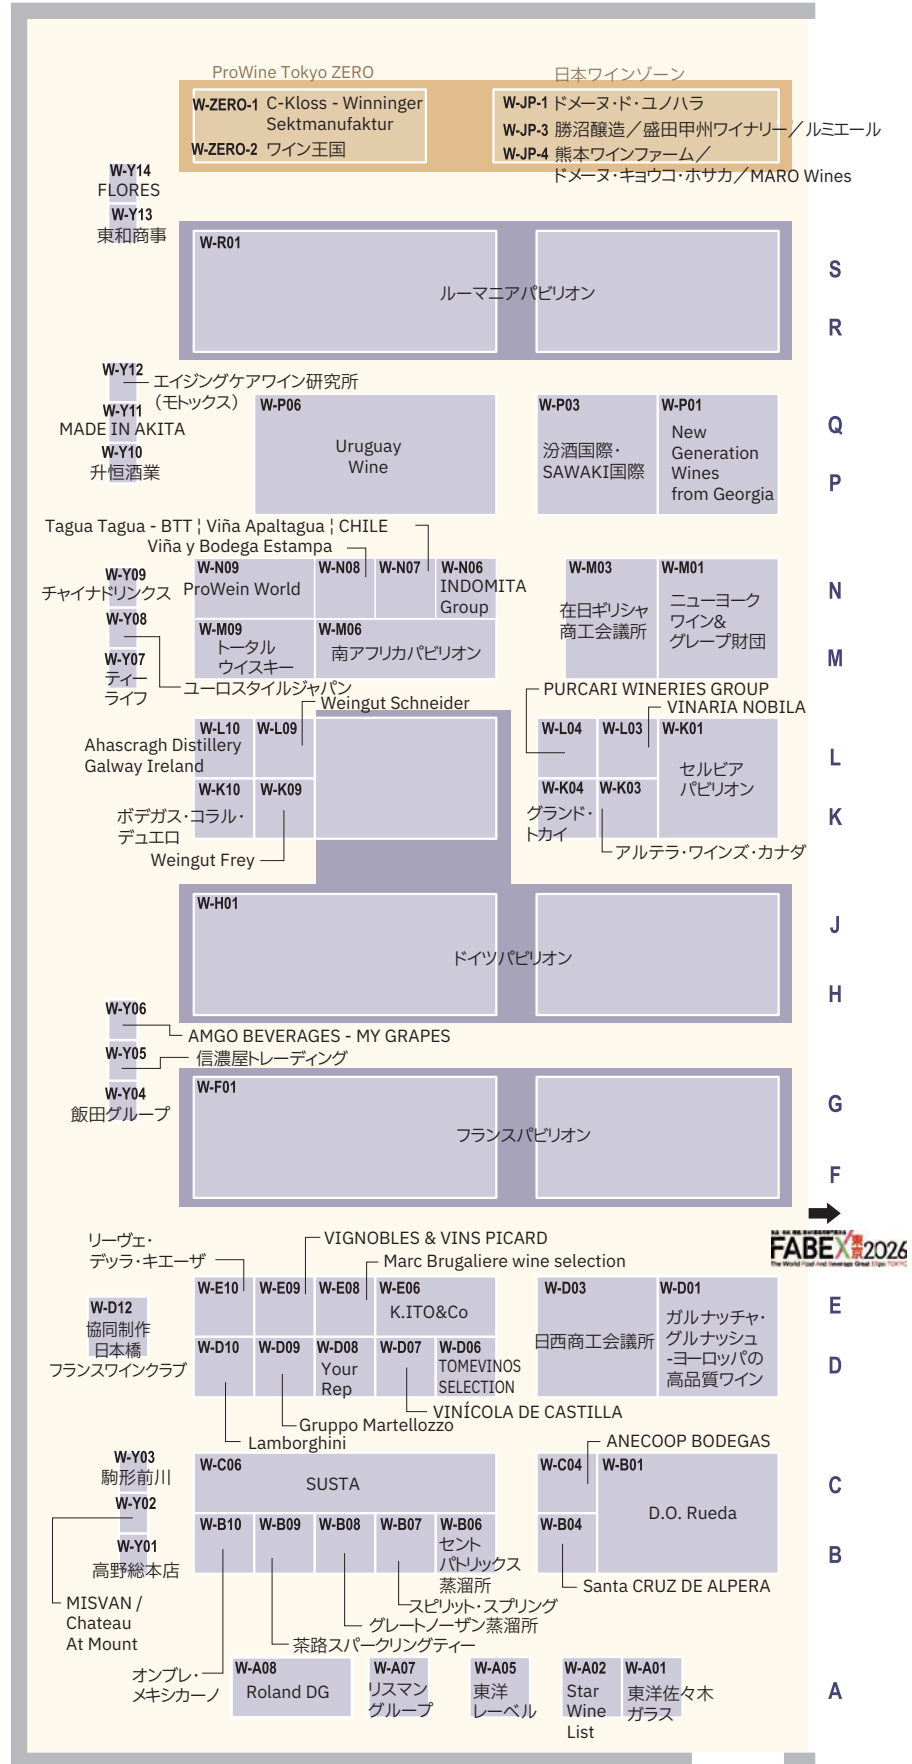 ProWine Tokyo ZERO
日本ワインゾーン
W-ZERO-1 C-Kloss - Winninger
Sektmanufaktur
W-ZERO-2 ワイン王国
W-JP-1 ドメーヌ・ド・ユノハラ
W-JP-3 勝沼醸造／盛田甲州ワイナリー／ルミエール
W-JP-4 熊本ワインファーム／
ドメーヌ・キョウコ・ホサカ／MARO Wines
W-Y14
FLORES
W-Y13
東和商事
W-R01
ルーマニアパビリオン
S
R
W-Y12
エイジングケアワイン研究所
（モトックス）
W-Y11
MADE IN AKITA
W-Y10
升恒酒業
W-P06
Uruguay
Wine
W-P03
汾酒国際・
SAWAKI国際
W-P01
New
Generation
Wines
from Georgia
Q
P
Tagua Tagua - BTT ¦ Viña Apaltagua ¦ CHILE
Viña y Bodega Estampa
W-Y09
チャイナドリンクス
W-Y08
W-Y07
ティー
ライフ
ユーロスタイルジャパン
W-N09
ProWein World
W-N08
W-N07
W-N06
INDOMITA
Group
W-M09
トータル
ウイスキー
W-M06
南アフリカパビリオン
W-M03
在日ギリシャ
商工会議所
W-M01
ニューヨーク
ワイン&
グレープ財団
N
M
Weingut Schneider
PURCARI WINERIES GROUP
VINARIA NOBILA
W-L10
Ahascragh Distillery
Galway Ireland
W-L09
W-K10
ボデガス・コラル・
デュエロ
W-K09
Weingut Frey
W-L04
W-L03
W-K01
セルビア
パビリオン
W-K04
グランド・
トカイ
W-K03
アルテラ・ワインズ・カナダ
L
K
W-H01
ドイツパビリオン
J
H
W-Y06
AMGO BEVERAGES - MY GRAPES
W-Y05
信濃屋トレーディング
W-Y04
飯田グループ
W-F01
フランスパビリオン
G
F
FABEX東京2026
The World Food And Beverage Great Expo TOKYO
リーヴェ・
デッラ・キエーザ
VIGNOBLES & VINS PICARD
Marc Brugaliere wine selection
W-D12
協同制作
日本橋
フランスワインクラブ
W-E10
W-E09
W-E08
W-E06
K.ITO&Co
W-D10
W-D09
W-D08
Your
Rep
W-D07
W-D06
TOMEVINOS
SELECTION
VINÍCOLA DE CASTILLA
Gruppo Martellozzo
Lamborghini
W-D03
日西商工会議所
W-D01
ガルナッチャ・
グルナッシュ
-ヨーロッパの
高品質ワイン
E
D
ANECOOP BODEGAS
W-Y03
駒形前川
W-Y02
W-Y01
高野総本店
MISVAN /
Chateau
At Mount
W-C06
SUSTA
W-B10
W-B09
W-B08
W-B07
W-B06
セント
パトリックス
蒸溜所
スピリット・スプリング
グレートノーザン蒸溜所
茶路スパークリングティー
オンブレ・
メキシカーノ
W-C04
W-B01
D.O. Rueda
W-B04
Santa CRUZ DE ALPERA
C
B
W-A08
Roland DG
W-A07
リスマン
グループ
W-A05
東洋
レーベル
W-A02
Star
Wine
List
W-A01
東洋佐々木
ガラス
A